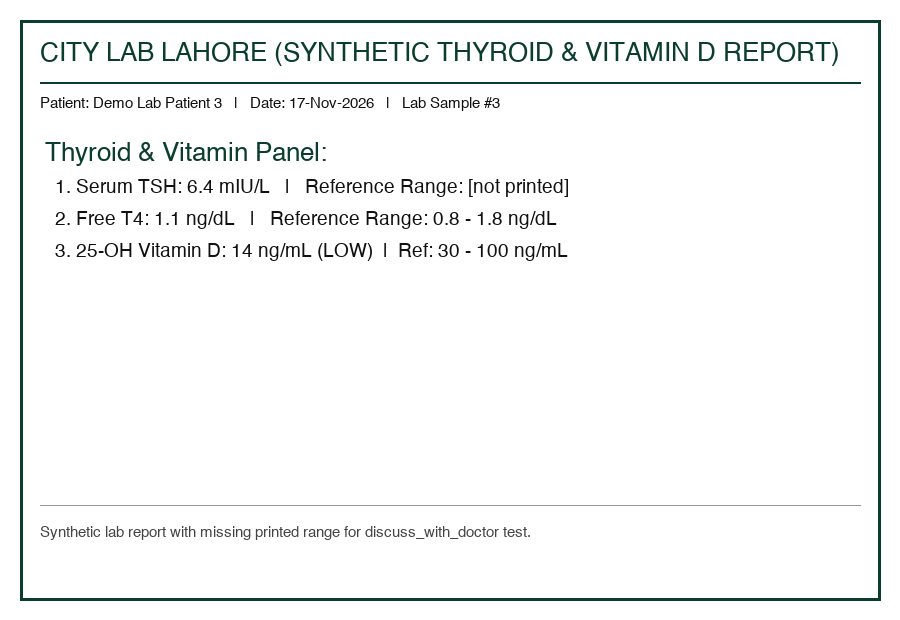 CITY LAB LAHORE (SYNTHETIC THYROID & VITAMIN D REPORT)
Patient: Demo Lab Patient 3 | Date: 17-Nov-2026 | Lab Sample #3
Thyroid & Vitamin Panel:
1. Serum TSH: 6.4 mIU/L | Reference Range: [not printed]
2. Free T4: 1.1 ng/dL | Reference Range: 0.8 - 1.8 ng/dL
3. 25-OH Vitamin D: 14 ng/mL (LOW) | Ref: 30 - 100 ng/mL
Synthetic lab report with missing printed range for discuss_with_doctor test.